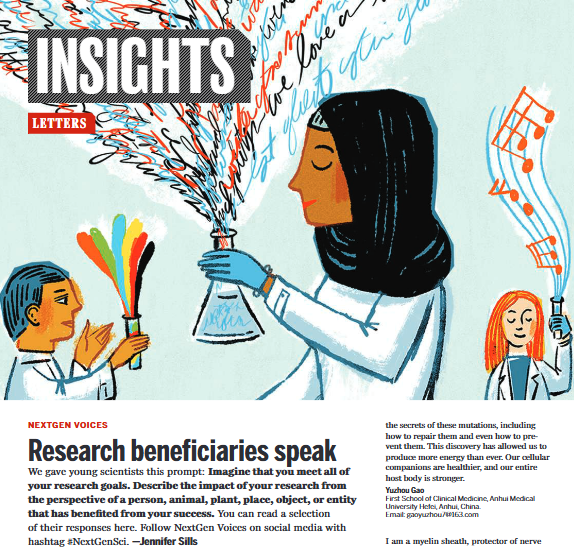 INSIGHTS
LETTERS
NEXTGEN VOICES
Research beneficiaries speak
We gave young scientists this prompt: Imagine that you meet all of
your research goals. Describe the impact of your research from
the perspective of a person, animal, plant, place, object, or entity
that has benefited from your success. You can read a selection
of their responses here. Follow NextGen Voices on social media with
hashtag #NextGenSci. —Jennifer Sills
the secrets of these mutations, including
how to repair them and even how to pre-
vent them. This discovery has allowed us to
produce more energy than ever. Our cellular
companions are healthier, and our entire
host body is stronger.
Yuzhou Gao
First School of Clinical Medicine, Anhui Medical
University Hefei, Anhui, China.
Email: gaoyuzhou1@163.com
I am a myelin sheath, protector of nerve